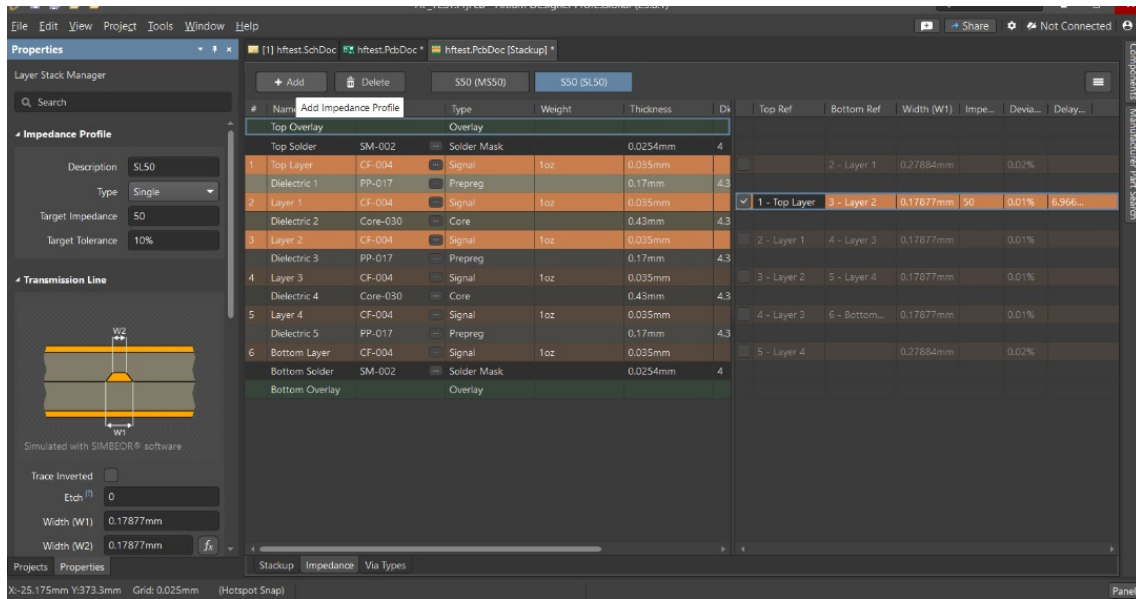 File Edit View Project Tools Window Help
Share
Not Connected
Properties
[1] hftest.SchDoc
hftest.PcbDoc *
hftest.PcbDoc [Stackup] *
Layer Stack Manager
Search
Impedance Profile
Description SL50
Type Single
Target Impedance 50
Target Tolerance 10%
Transmission Line
W2
W1
Simulated with SIMBEOR® software
Trace Inverted
Etch [?] 0
Width (W1) 0.17877mm
Width (W2) 0.17877mm fx
Projects Properties
+ Add Delete S50 (MS50) S50 (SL50)
Add Impedance Profile
# Nam Type Weight Thickness Dk Top Ref Bottom Ref Width (W1) Impe... Devia... Delay...
Top Overlay Overlay
Top Solder SM-002 Solder Mask 0.0254mm 4
1 Top Layer CF-004 Signal 1oz 0.035mm 2 - Layer 1 0.27884mm 0.02%
Dielectric 1 PP-017 Prepreg 0.17mm 4.3
2 Layer 1 CF-004 Signal 1oz 0.035mm 1 - Top Layer 3 - Layer 2 0.17877mm 50 0.01% 6.966...
Dielectric 2 Core-030 Core 0.43mm 4.3
3 Layer 2 CF-004 Signal 1oz 0.035mm 2 - Layer 1 4 - Layer 3 0.17877mm 0.01%
Dielectric 3 PP-017 Prepreg 0.17mm 4.3
4 Layer 3 CF-004 Signal 1oz 0.035mm 3 - Layer 2 5 - Layer 4 0.17877mm 0.01%
Dielectric 4 Core-030 Core 0.43mm 4.3
5 Layer 4 CF-004 Signal 1oz 0.035mm 4 - Layer 3 6 - Bottom... 0.17877mm 0.01%
Dielectric 5 PP-017 Prepreg 0.17mm 4.3
6 Bottom Layer CF-004 Signal 1oz 0.035mm 5 - Layer 4 0.27884mm 0.02%
Bottom Solder SM-002 Solder Mask 0.0254mm 4
Bottom Overlay Overlay
Stackup Impedance Via Types
Components
Manufacturer Part Search
X:-25.175mm Y:373.3mm Grid: 0.025mm (Hotspot Snap)
Panel